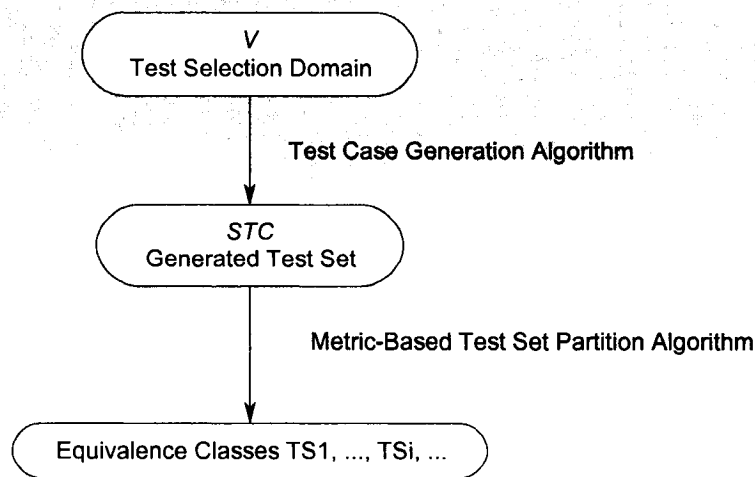 V
Test Selection Domain
Test Case Generation Algorithm
STC
Generated Test Set
Metric-Based Test Set Partition Algorithm
Equivalence Classes TS1, ..., TSi, ...